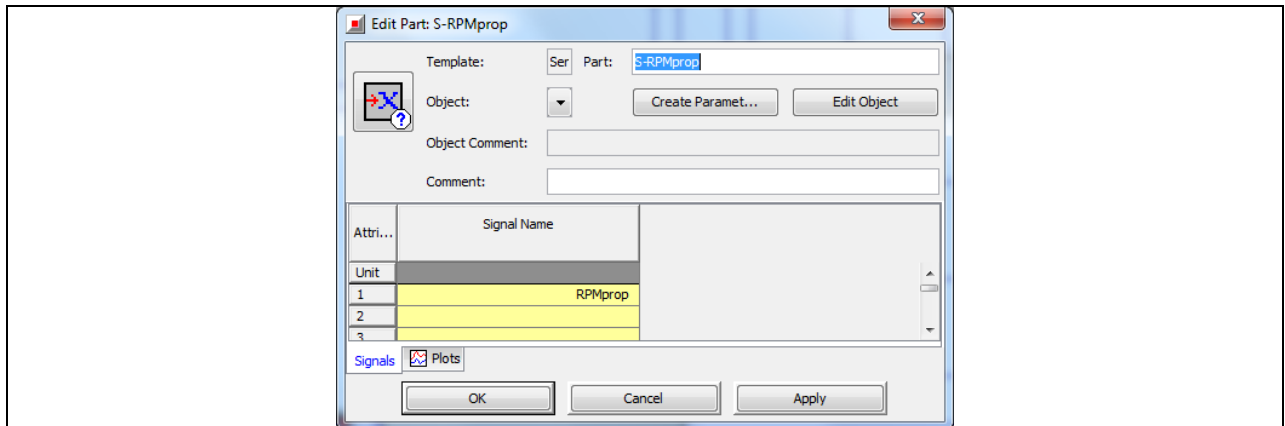 Edit Part: S-RPMprop
Template: Ser Part: S-RPMprop
Object: Create Paramet... Edit Object
Object Comment:
Comment:
Attri... Signal Name
Unit
1 RPMprop
2
3
Signals Plots
OK Cancel Apply